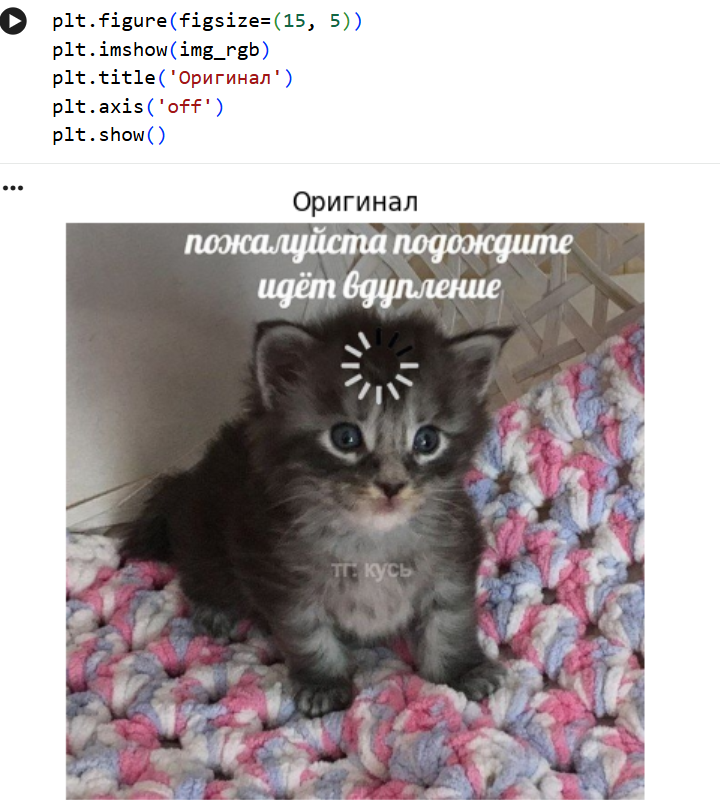 plt.figure(figsize=(15, 5))
plt.imshow(img_rgb)
plt.title('Оригинал')
plt.axis('off')
plt.show()
Оригинал
пожалуйста подождите
идёт вдупление
тг: кусь